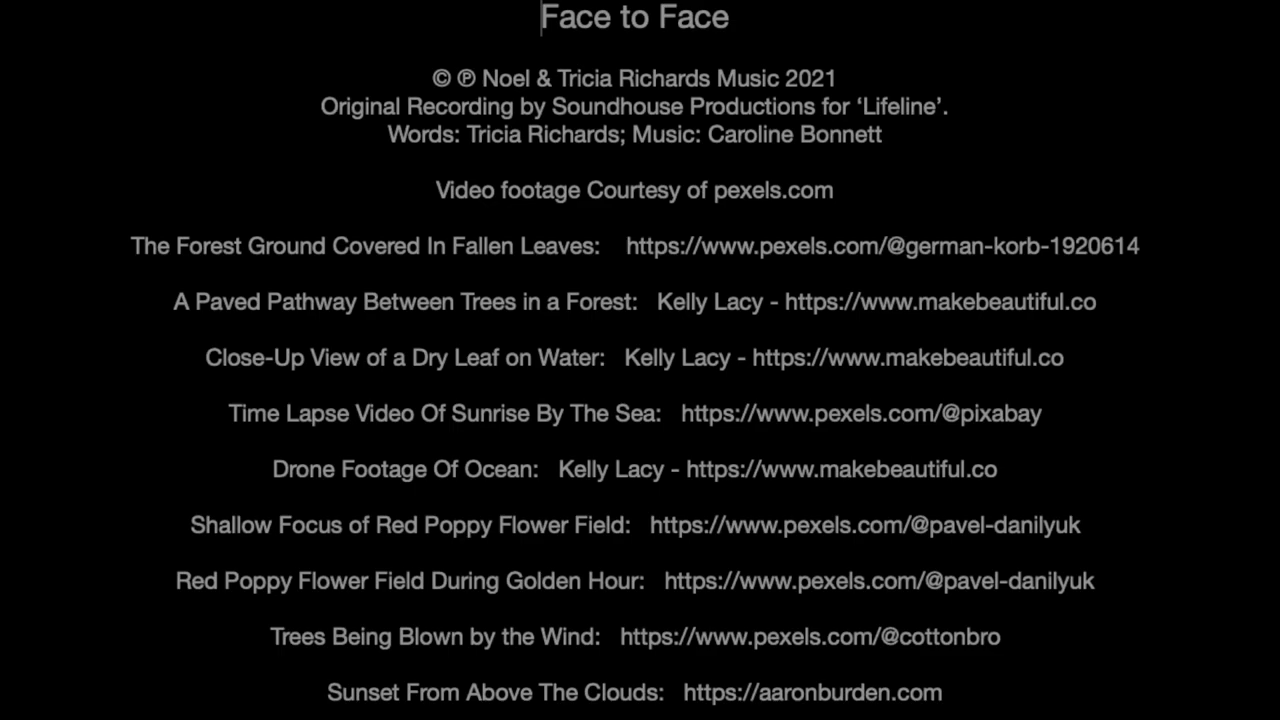 Face to Face
© ℗ Noel & Tricia Richards Music 2021
Original Recording by Soundhouse Productions for ‘Lifeline’.
Words: Tricia Richards; Music: Caroline Bonnett
Video footage Courtesy of pexels.com
The Forest Ground Covered In Fallen Leaves: https://www.pexels.com/@german-korb-1920614
A Paved Pathway Between Trees in a Forest: Kelly Lacy - https://www.makebeautiful.co
Close-Up View of a Dry Leaf on Water: Kelly Lacy - https://www.makebeautiful.co
Time Lapse Video Of Sunrise By The Sea: https://www.pexels.com/@pixabay
Drone Footage Of Ocean: Kelly Lacy - https://www.makebeautiful.co
Shallow Focus of Red Poppy Flower Field: https://www.pexels.com/@pavel-danilyuk
Red Poppy Flower Field During Golden Hour: https://www.pexels.com/@pavel-danilyuk
Trees Being Blown by the Wind: https://www.pexels.com/@cottonbro
Sunset From Above The Clouds: https://aaronburden.com